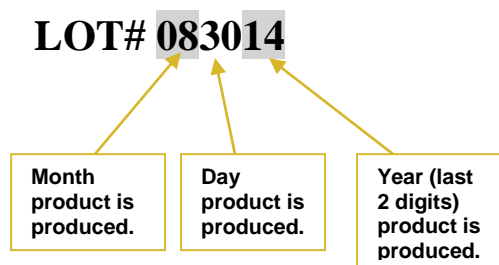 LOT# 083014
Month
product is
produced.
Day
product is
produced.
Year (last
2 digits)
product is
produced.